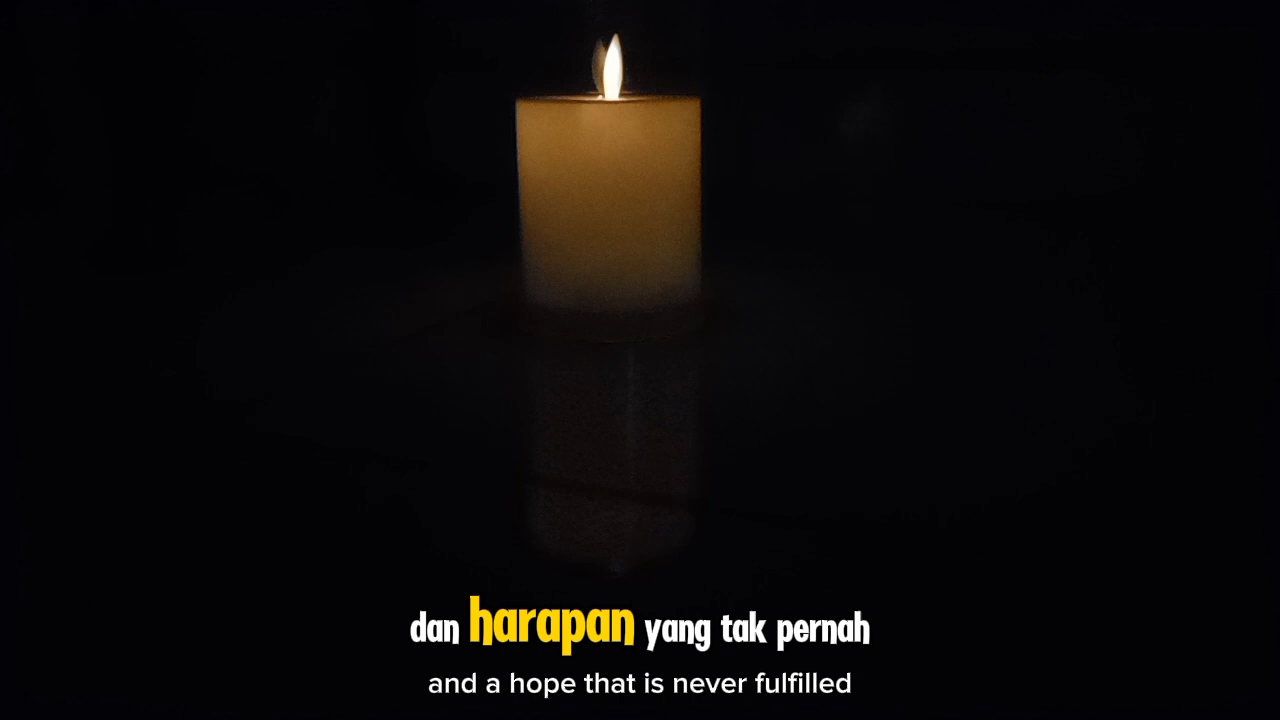 dan harapan yang tak pernah
and a hope that is never fulfilled